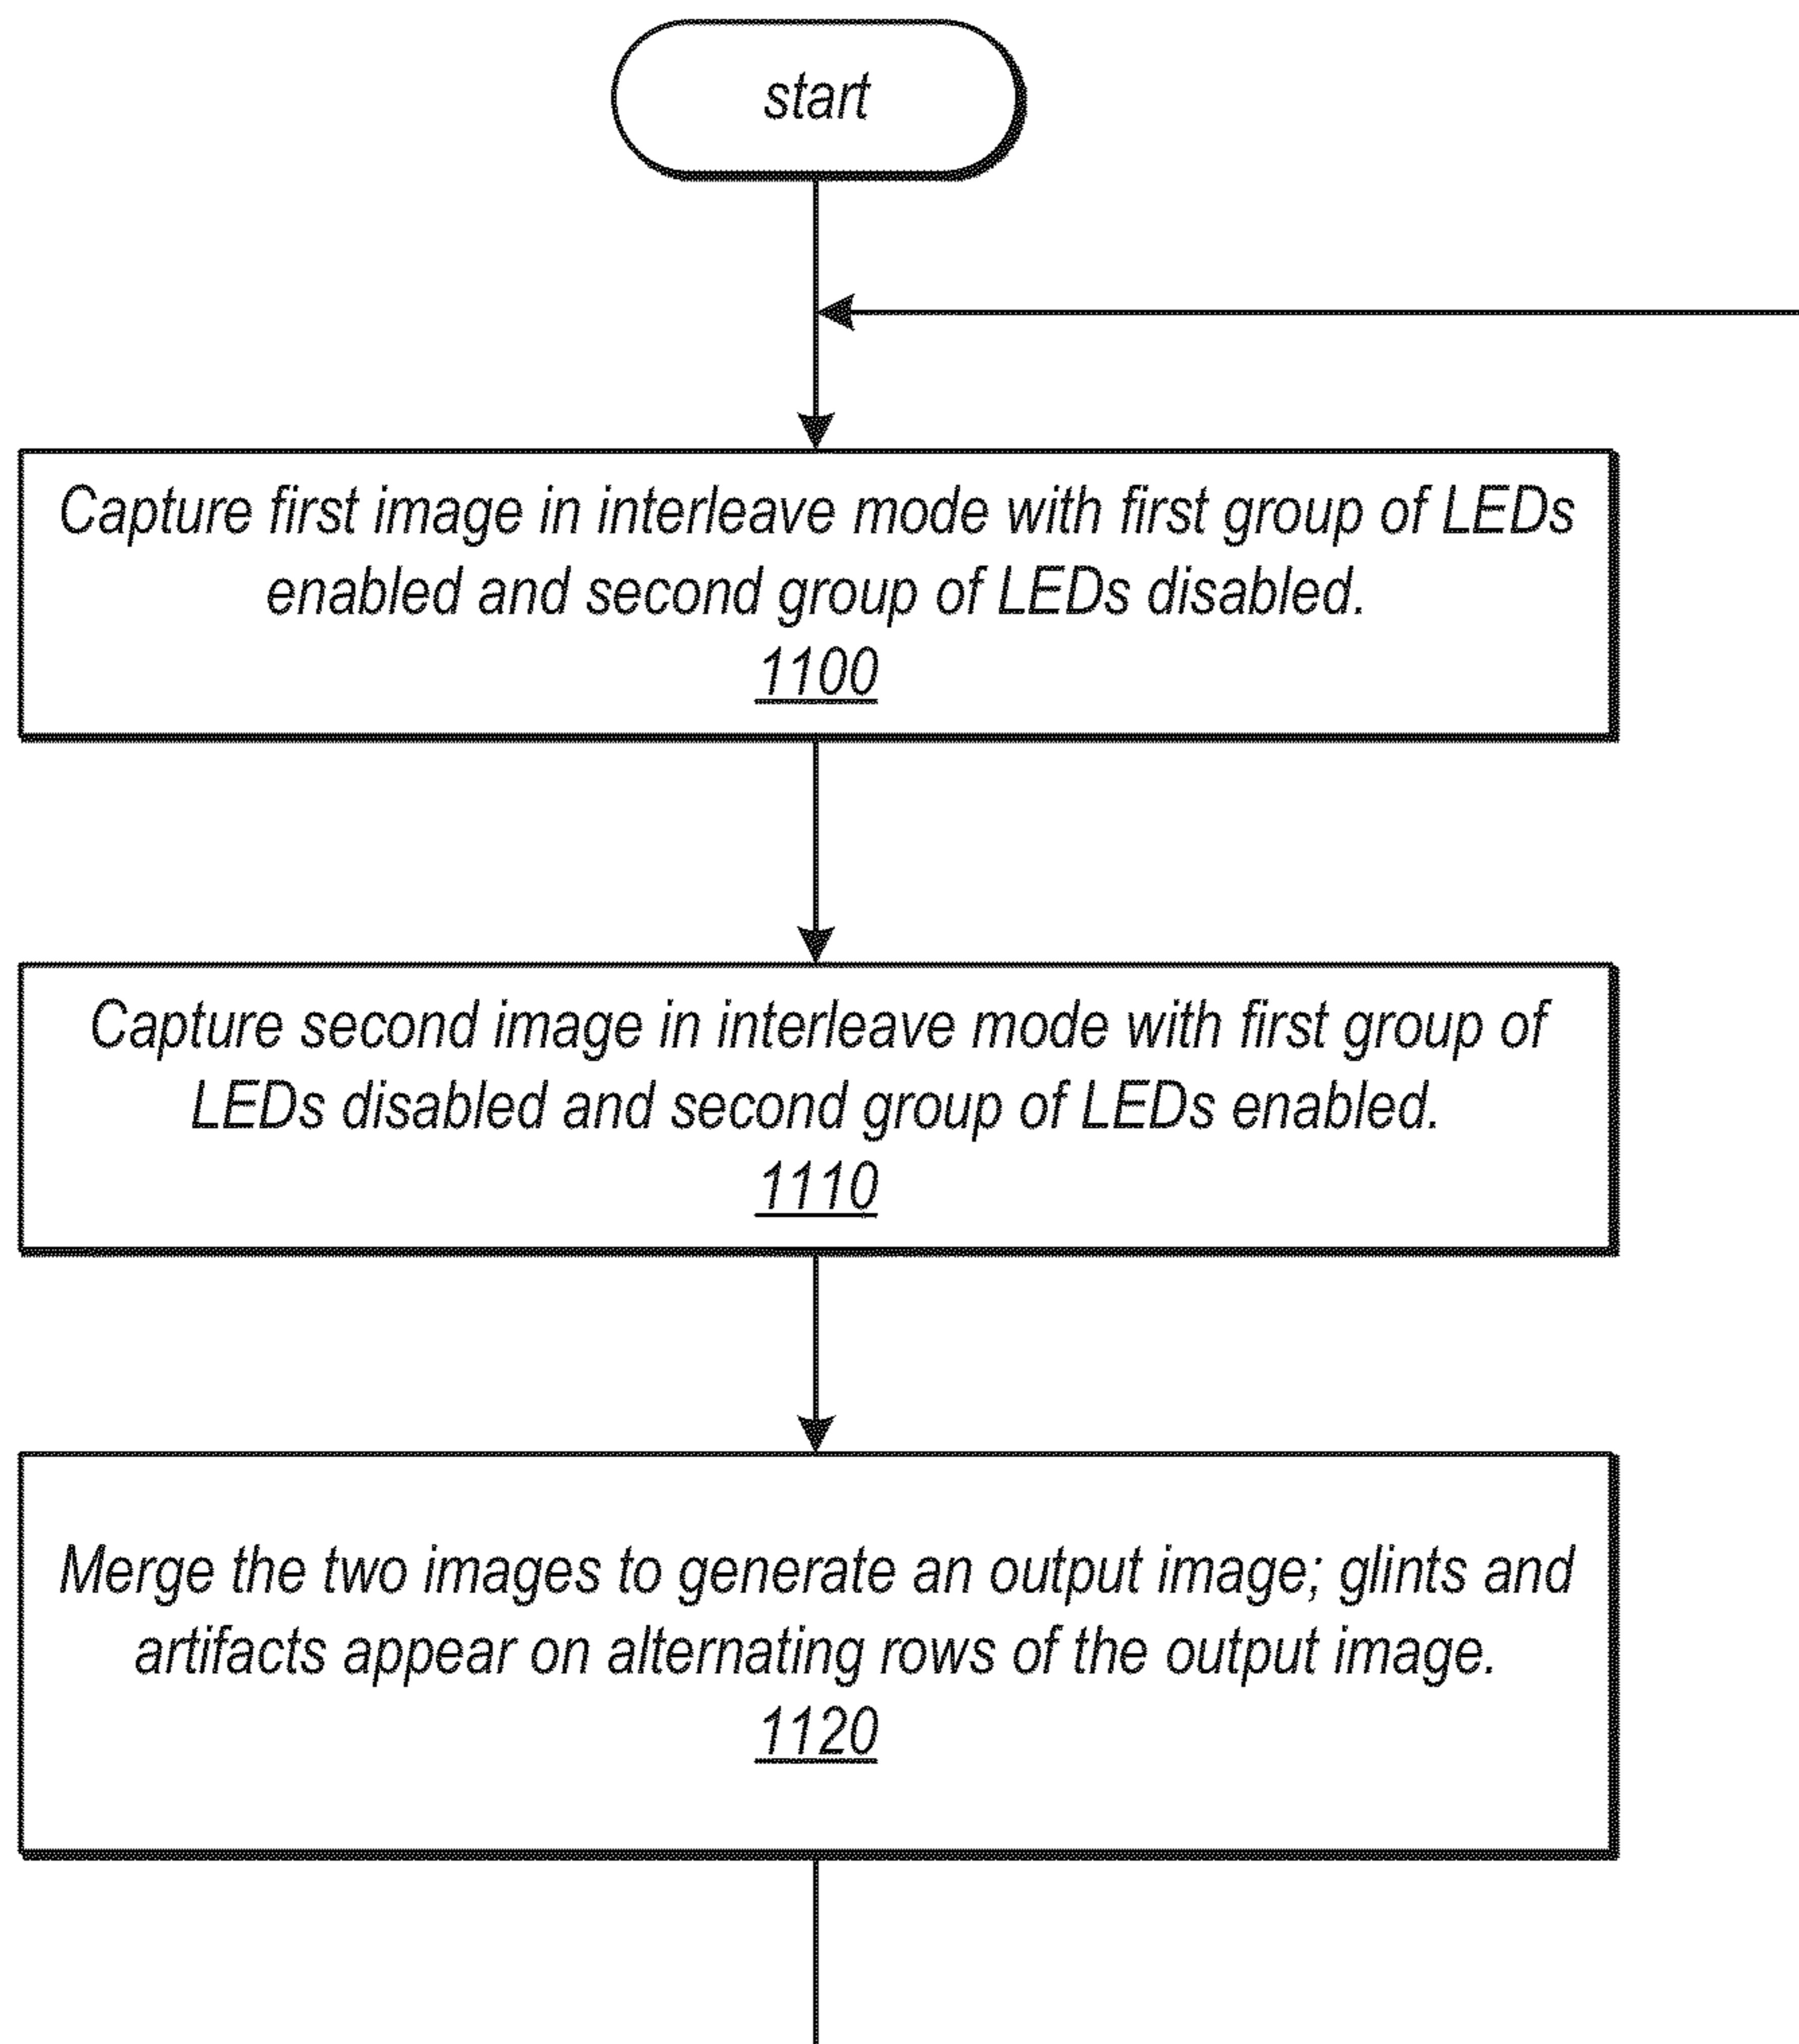 start
Capture first image in interleave mode with first group of LEDs
enabled and second group of LEDs disabled.
1100
Capture second image in interleave mode with first group of
LEDs disabled and second group of LEDs enabled.
1110
Merge the two images to generate an output image; glints and
artifacts appear on alternating rows of the output image.
1120